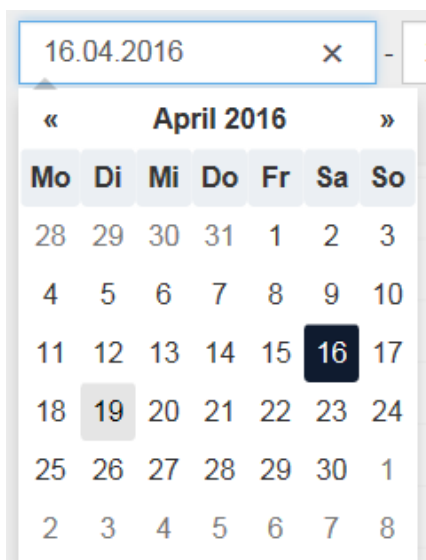 16.04.2016 × -
« April 2016 »
Mo Di Mi Do Fr Sa So
28 29 30 31 1 2 3
4 5 6 7 8 9 10
11 12 13 14 15 16 17
18 19 20 21 22 23 24
25 26 27 28 29 30 1
2 3 4 5 6 7 8